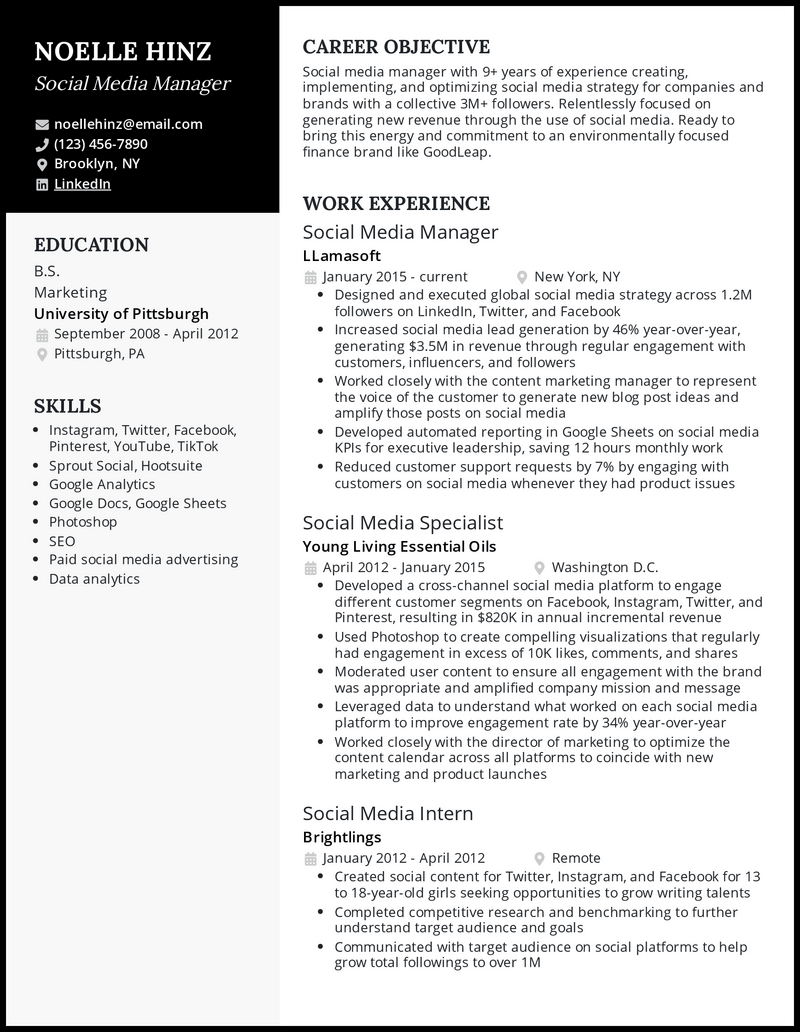 NOELLE HINZ
Social Media Manager
noellehinz@email.com
(123) 456-7890
Brooklyn, NY
LinkedIn
EDUCATION
B.S.
Marketing
University of Pittsburgh
September 2008 - April 2012
Pittsburgh, PA
SKILLS
• Instagram, Twitter, Facebook,
Pinterest, YouTube, TikTok
• Sprout Social, Hootsuite
• Google Analytics
• Google Docs, Google Sheets
• Photoshop
• SEO
• Paid social media advertising
• Data analytics
CAREER OBJECTIVE
Social media manager with 9+ years of experience creating,
implementing, and optimizing social media strategy for companies and
brands with a collective 3M+ followers. Relentlessly focused on
generating new revenue through the use of social media. Ready to
bring this energy and commitment to an environmentally focused
finance brand like GoodLeap.
WORK EXPERIENCE
Social Media Manager
LLamasoft
January 2015 - current New York, NY
• Designed and executed global social media strategy across 1.2M
followers on LinkedIn, Twitter, and Facebook
• Increased social media lead generation by 46% year-over-year,
generating $3.5M in revenue through regular engagement with
customers, influencers, and followers
• Worked closely with the content marketing manager to represent
the voice of the customer to generate new blog post ideas and
amplify those posts on social media
• Developed automated reporting in Google Sheets on social media
KPIs for executive leadership, saving 12 hours monthly work
• Reduced customer support requests by 7% by engaging with
customers on social media whenever they had product issues
Social Media Specialist
Young Living Essential Oils
April 2012 - January 2015 Washington D.C.
• Developed a cross-channel social media platform to engage
different customer segments on Facebook, Instagram, Twitter, and
Pinterest, resulting in $820K in annual incremental revenue
• Used Photoshop to create compelling visualizations that regularly
had engagement in excess of 10K likes, comments, and shares
• Moderated user content to ensure all engagement with the brand
was appropriate and amplified company mission and message
• Leveraged data to understand what worked on each social media
platform to improve engagement rate by 34% year-over-year
• Worked closely with the director of marketing to optimize the
content calendar across all platforms to coincide with new
marketing and product launches
Social Media Intern
Brightlings
January 2012 - April 2012 Remote
• Created social content for Twitter, Instagram, and Facebook for 13
to 18-year-old girls seeking opportunities to grow writing talents
• Completed competitive research and benchmarking to further
understand target audience and goals
• Communicated with target audience on social platforms to help
grow total followings to over 1M